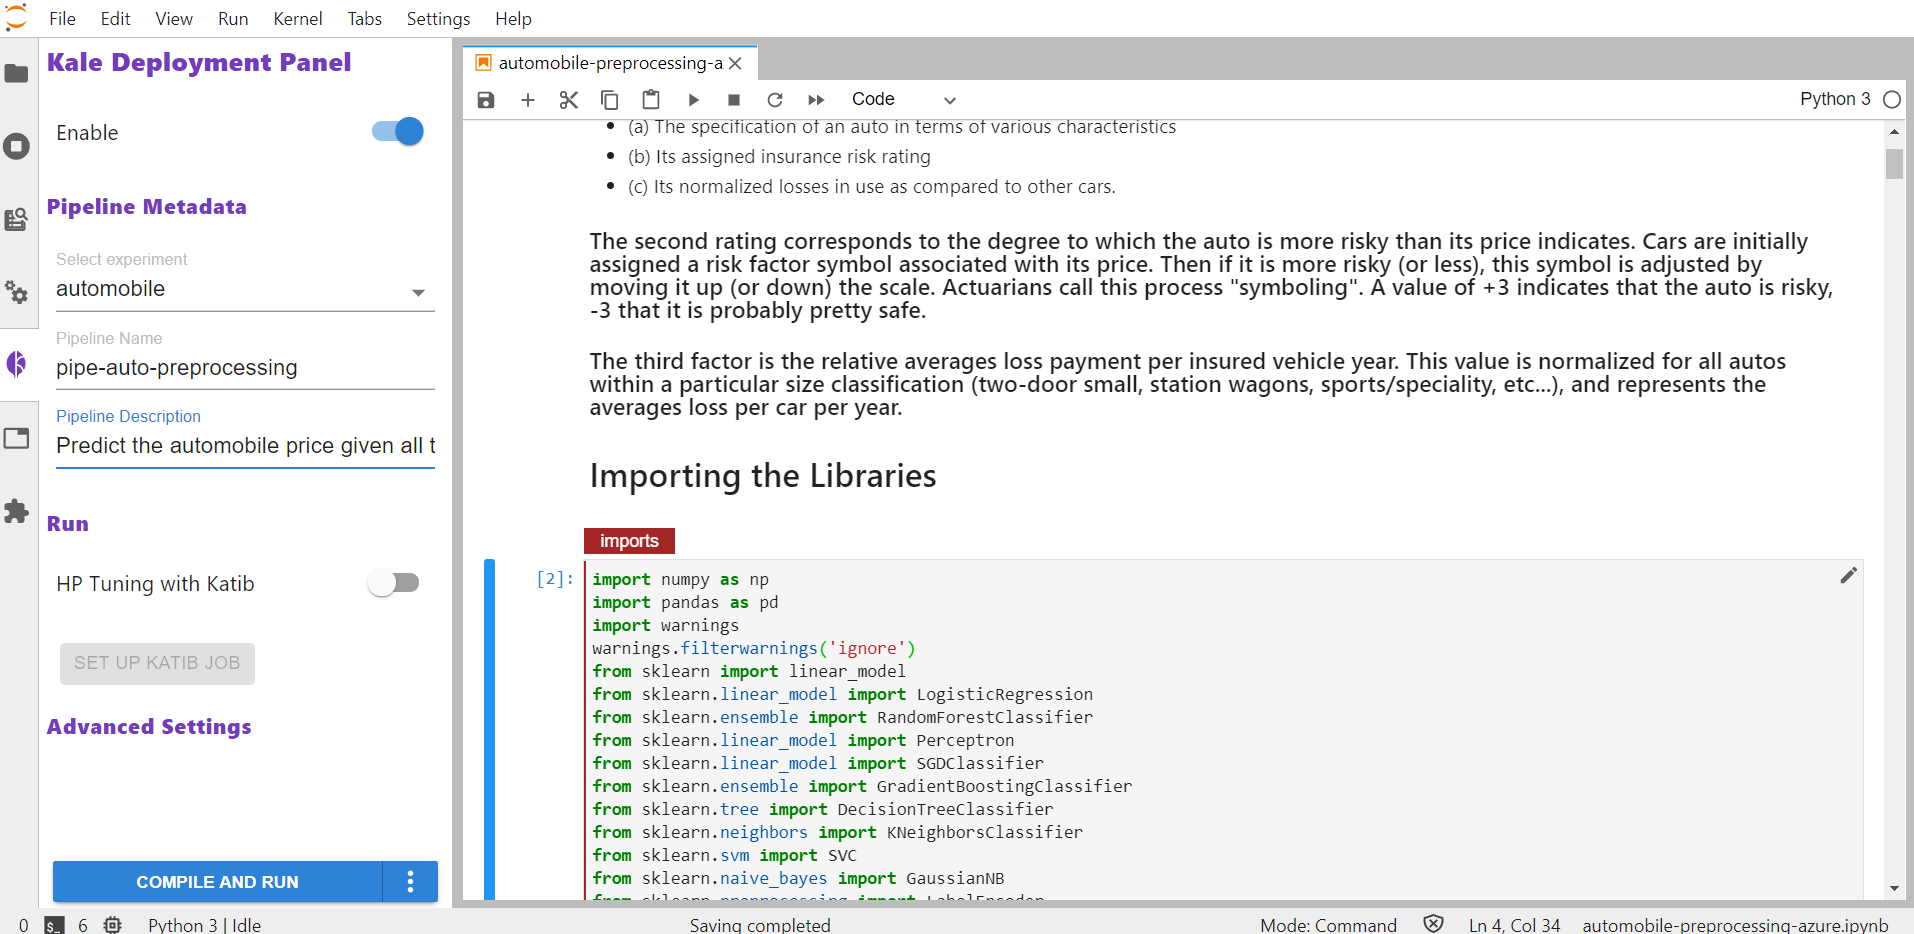 File Edit View Run Kernel Tabs Settings Help
Kale Deployment Panel
Enable
Pipeline Metadata
Select experiment
automobile
Pipeline Name
pipe-auto-preprocessing
Pipeline Description
Predict the automobile price given all t
Run
HP Tuning with Katib
SET UP KATIB JOB
Advanced Settings
COMPILE AND RUN
automobile-preprocessing-a
Code
Python 3
(a) The specification of an auto in terms of various characteristics
(b) Its assigned insurance risk rating
(c) Its normalized losses in use as compared to other cars.
The second rating corresponds to the degree to which the auto is more risky than its price indicates. Cars are initially
assigned a risk factor symbol associated with its price. Then if it is more risky (or less), this symbol is adjusted by
moving it up (or down) the scale. Actuarians call this process "symboling". A value of +3 indicates that the auto is risky,
-3 that it is probably pretty safe.
The third factor is the relative averages loss payment per insured vehicle year. This value is normalized for all autos
within a particular size classification (two-door small, station wagons, sports/speciality, etc...), and represents the
averages loss per car per year.
Importing the Libraries
imports
[2]:
import numpy as np
import pandas as pd
import warnings
warnings.filterwarnings('ignore')
from sklearn import linear_model
from sklearn.linear_model import LogisticRegression
from sklearn.ensemble import RandomForestClassifier
from sklearn.linear_model import Perceptron
from sklearn.linear_model import SGDClassifier
from sklearn.ensemble import GradientBoostingClassifier
from sklearn.tree import DecisionTreeClassifier
from sklearn.neighbors import KNeighborsClassifier
from sklearn.svm import SVC
from sklearn.naive_bayes import GaussianNB
from sklearn.preprocessing import LabelEncoder
0 $_ 6 Python 3 | Idle
Saving completed
Mode: Command Ln 4, Col 34 automobile-preprocessing-azure.ipynb